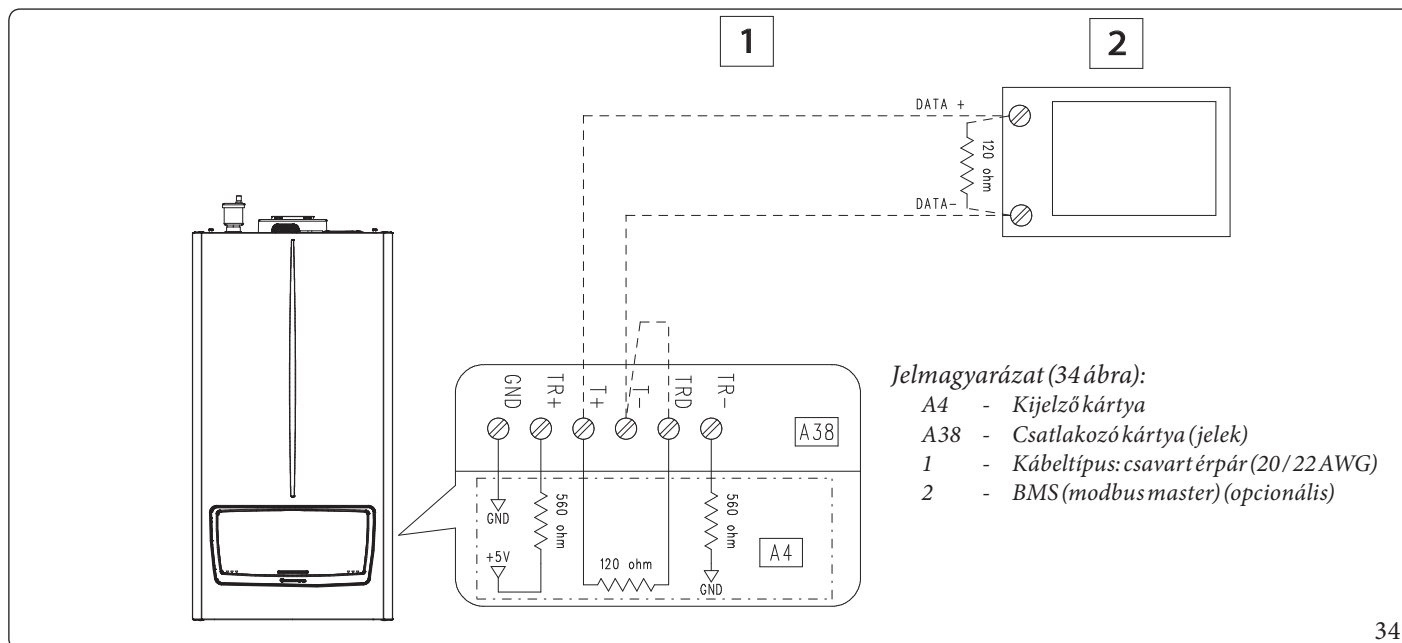 1
2
DATA +
120 ohm
DATA-
GND
TR+
T+
T-
TRD
TR-
A38
GND
560 ohm
+5V
120 ohm
560 ohm
GND
A4
Jelmagyarázat (34 ábra):
A4 - Kijelző kártya
A38 - Csatlakozó kártya (jelek)
1 - Kábeltípus: csavart érpár (20 / 22 AWG)
2 - BMS (modbus master) (opcionális)
34